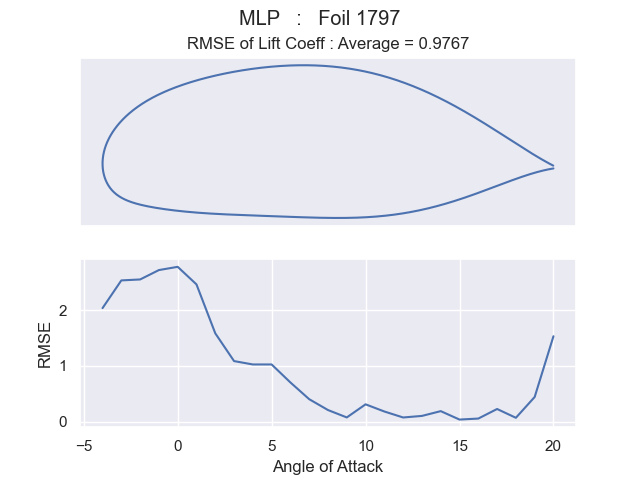 MLP : Foil 1797
RMSE of Lift Coeff : Average = 0.9767
2
1
0
RMSE
−5 0 5 10 15 20
Angle of Attack